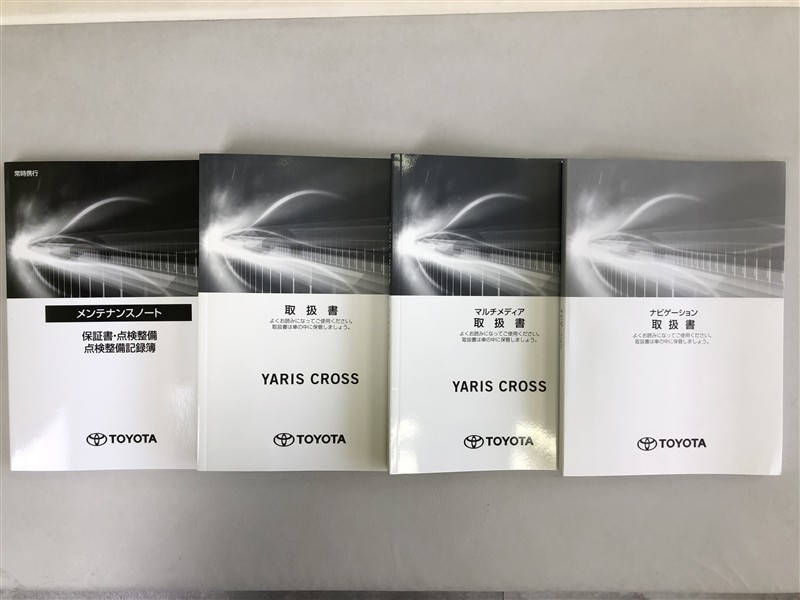 常時携行
メンテナンスノート
保証書・点検整備
点検整備記録簿
TOYOTA
取扱書
よくお読みになってご使用ください。
取扱書は車の中に保管しましょう。
YARIS CROSS
TOYOTA
マルチメディア
取扱書
よくお読みになってご使用ください。
取扱書は車の中に保管しましょう。
YARIS CROSS
TOYOTA
ナビゲーション
取扱書
よくお読みになってご使用ください。
取扱書は車の中に保管しましょう。
TOYOTA